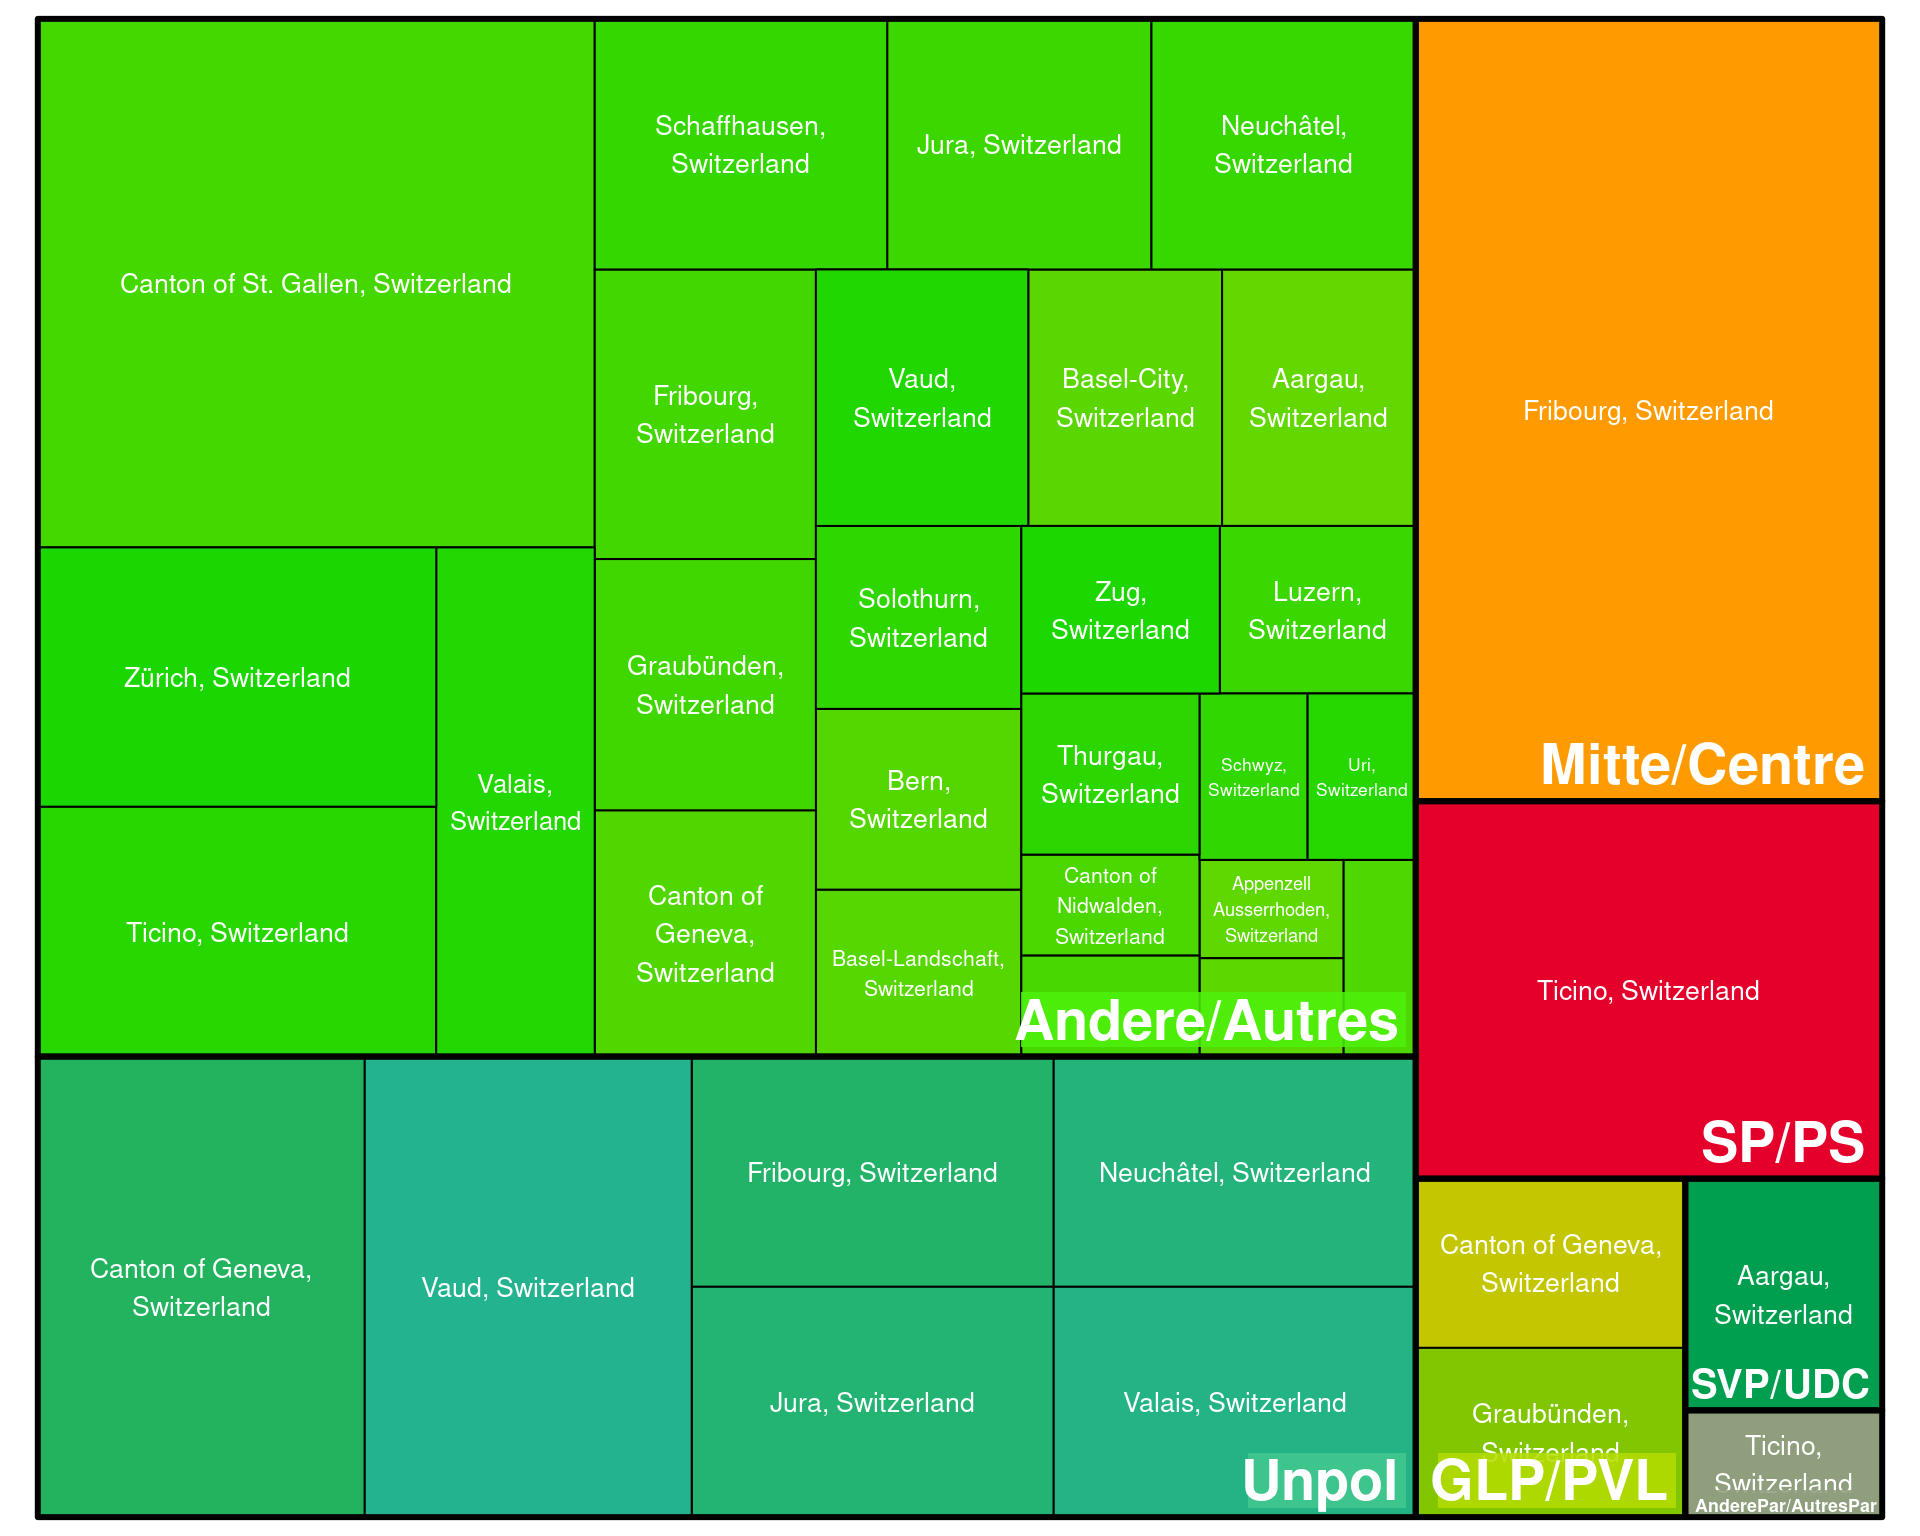 Canton of St. Gallen, Switzerland
Zürich, Switzerland
Ticino, Switzerland
Valais,
Switzerland
Schaffhausen,
Switzerland
Jura, Switzerland
Neuchâtel,
Switzerland
Fribourg,
Switzerland
Vaud,
Switzerland
Basel-City,
Switzerland
Aargau,
Switzerland
Graubünden,
Switzerland
Canton of
Geneva,
Switzerland
Solothurn,
Switzerland
Bern,
Switzerland
Basel-Landschaft,
Switzerland
Zug,
Switzerland
Luzern,
Switzerland
Thurgau,
Switzerland
Schwyz,
Switzerland
Uri,
Switzerland
Canton of
Nidwalden,
Switzerland
Appenzell
Ausserrhoden,
Switzerland
Andere/Autres
Canton of Geneva,
Switzerland
Vaud, Switzerland
Fribourg, Switzerland
Neuchâtel, Switzerland
Jura, Switzerland
Valais, Switzerland
Unpol
Fribourg, Switzerland
Mitte/Centre
Ticino, Switzerland
SP/PS
Canton of Geneva,
Switzerland
Graubünden,
Switzerland
GLP/PVL
Aargau,
Switzerland
SVP/UDC
Ticino,
Switzerland
AnderePar/AutresPar